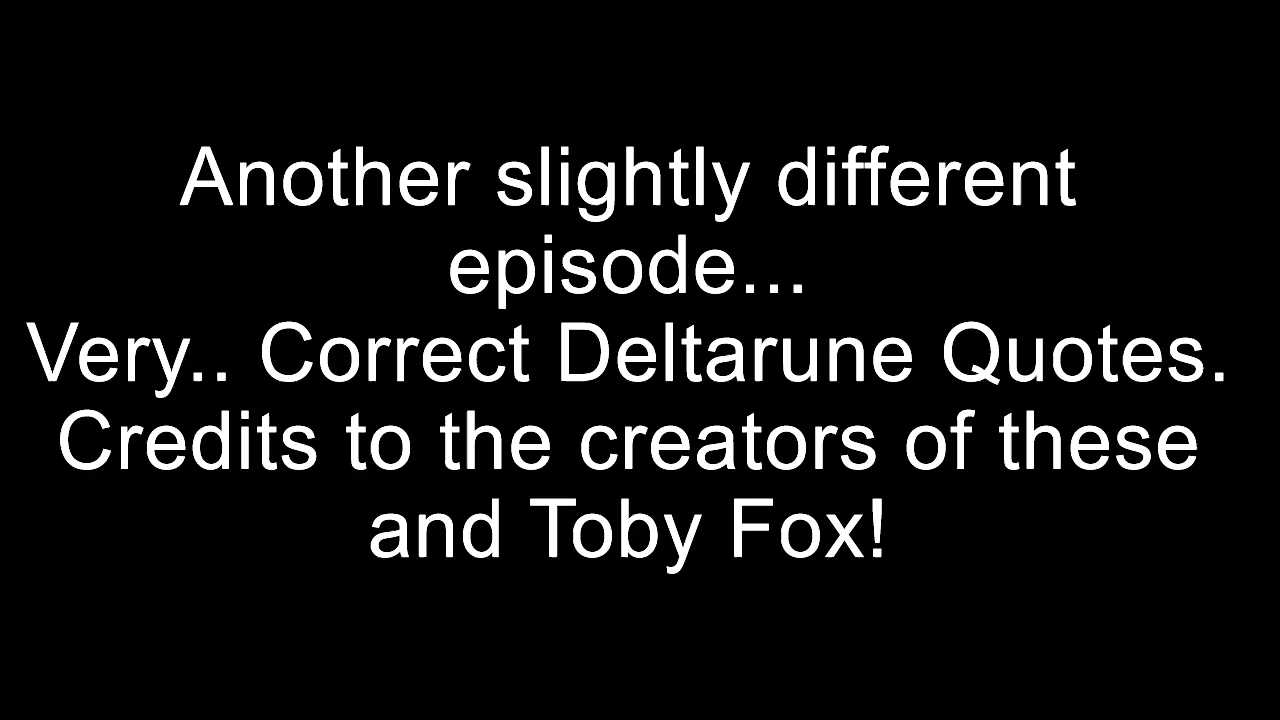 Another slightly different
episode...
Very.. Correct Deltarune Quotes.
Credits to the creators of these
and Toby Fox!